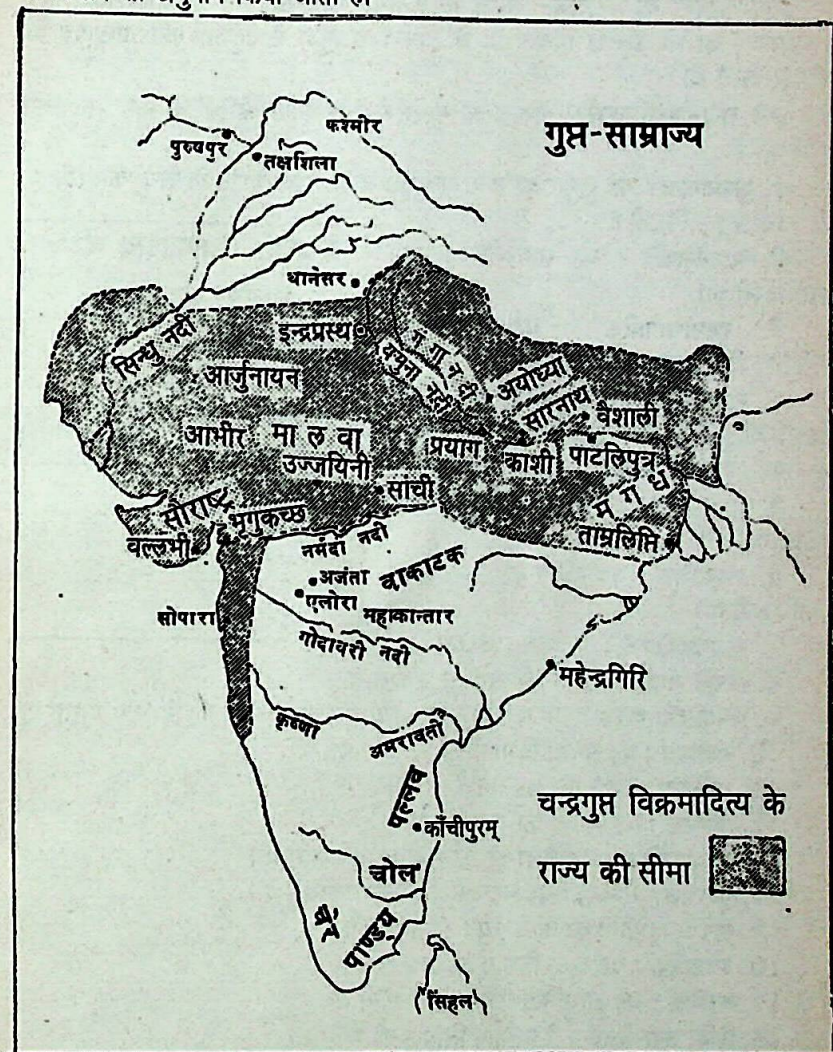 गुप्त-साम्राज्य
कश्मीर
पुरुषपुर
तक्षशिला
थानेसर
सिन्धु नदी
इन्द्रप्रस्थ
गंगा नदी
यमुना नदी
आर्जुनायन
अयोध्या
सारनाथ
वैशाली
आभीर
मालवा
उज्जयिनी
प्रयाग
काशी
पाटलिपुत्र
सांची
मगध
सौराष्ट्र
भृगुकच्छ
वल्लभी
ताम्रलिप्ति
नर्मदा नदी
अजंता
वाकाटक
एलोरा
महाकान्तार
सोपारा
गोदावरी नदी
महेन्द्रगिरि
कृष्णा
अमरावती
पल्लव
काँचीपुरम्
चन्द्रगुप्त विक्रमादित्य के
राज्य की सीमा
चोल
चेर
पाण्डय
सिंहल